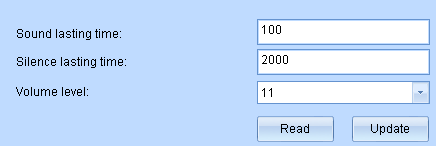 Sound lasting time: 100
Silence lasting time: 2000
Volume level: 11
Read Update